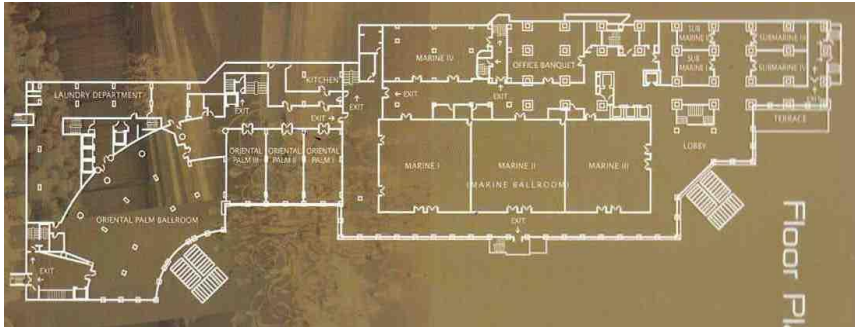 MARINE IV
OFFICE BANQUET
SUB
MARINE
SUB
MARINE
SUBMARINE III
SUBMARINE IV
TERRACE
LOBBY
KITCHEN
EXIT
EXIT
EXIT
EXIT
EXIT
LAUNDRY DEPARTMENT
ORIENTAL
PALM III
ORIENTAL
PALM II
ORIENTAL
PALM I
MARINE I
MARINE II
MARINE III
(MARINE BALLROOM)
ORIENTAL PALM BALLROOM
EXIT
EXIT
Floor Pl